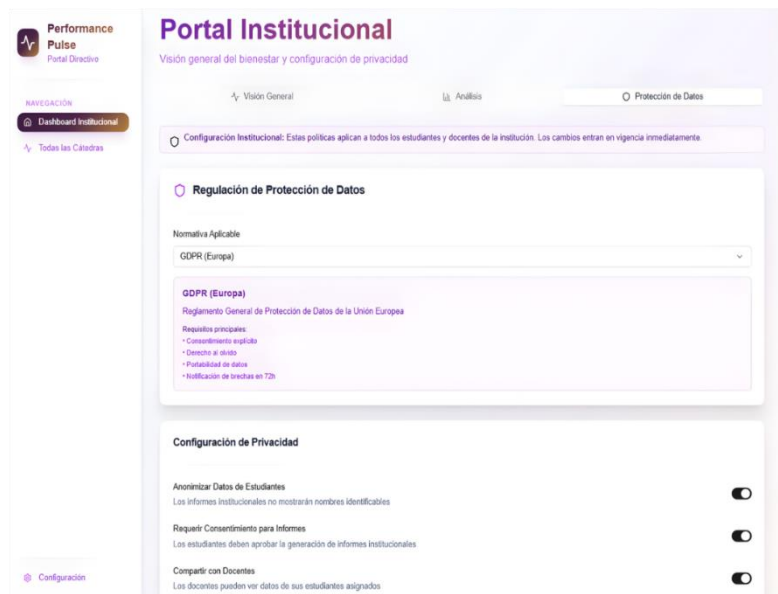 Performance
Pulse
Portal Directivo
NAVEGACIÓN
Dashboard Institucional
Todas las Cátedras
Configuración
Portal Institucional
Visión general del bienestar y configuración de privacidad
Visión General
Análisis
Protección de Datos
Configuración Institucional: Estas políticas aplican a todos los estudiantes y docentes de la institución. Los cambios entran en vigencia inmediatamente.
Regulación de Protección de Datos
Normativa Aplicable
GDPR (Europa)
GDPR (Europa)
Reglamento General de Protección de Datos de la Unión Europea
Requisitos principales:
• Consentimiento explícito
• Derecho al olvido
• Portabilidad de datos
• Notificación de brechas en 72h
Configuración de Privacidad
Anonimizar Datos de Estudiantes
Los informes institucionales no mostrarán nombres identificables
Requerir Consentimiento para Informes
Los estudiantes deben aprobar la generación de informes institucionales
Compartir con Docentes
Los docentes pueden ver datos de sus estudiantes asignados